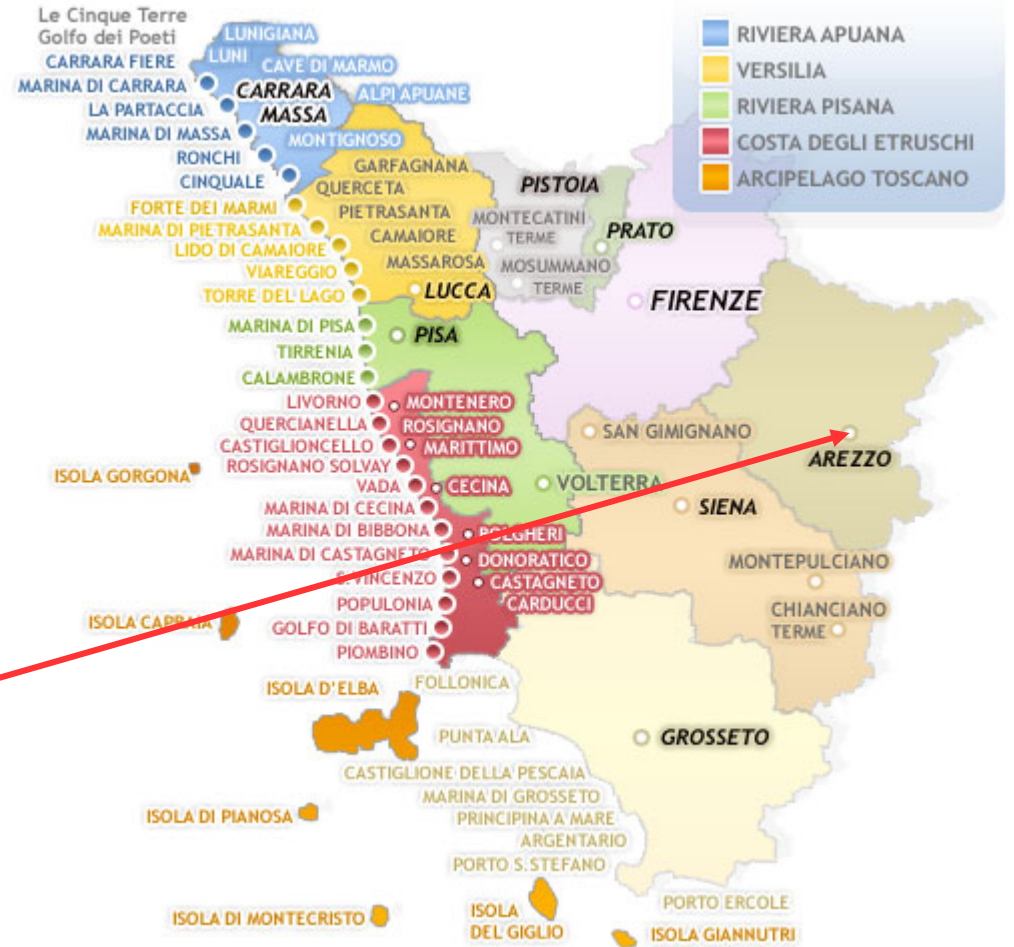 Le Cinque Terre
Golfo dei Poeti
CARRARA FIERE
MARINA DI CARRARA
LA PARTACCIA
MARINA DI MASSA
RONCHI
CINQUALE
FORTE DEI MARMI
MARINA DI PIETRASANTA
LIDO DI CAMAIORE
VIAREGGIO
TORRE DEL LAGO
MARINA DI PISA
TIRRENIA
CALAMBRONE
LIVORNO
QUERCIANELLA
CASTIGLIONCELLO
ROSIGNANO SOLVAY
VADA
MARINA DI CECINA
MARINA DI BIBBONA
MARINA DI CASTAGNETO
S.VINCENZO
POPULONIA
GOLFO DI BARATTI
PIOMBINO
LUNIGIANA
LUNI
CAVE DI MARMO
CARRARA
MASSA
ALPI APUANE
MONTIGNOSO
GARFAGNANA
QUERCETA
PIETRASANTA
CAMAIORE
MASSAROSA
LUCCA
PISTOIA
MONTECATINI
TERME
MOSUMMANO
TERME
PRATO
FIRENZE
PISA
MONTENERO
ROSIGNANO
MARITTIMO
CECINA
VOLTERRA
BOLGHERI
DONORATICO
CASTAGNETO
CARDUCCI
SAN GIMIGNANO
SIENA
AREZZO
MONTEPULCIANO
CHIANCIANO
TERME
GROSSETO
FOLLONICA
PUNTA ALA
CASTIGLIONE DELLA PESCAIA
MARINA DI GROSSETO
PRINCIPINA A MARE
ARGENTARIO
PORTO S.STEFANO
PORTO ERCOLE
ISOLA GORGONA
ISOLA CAPRAIA
ISOLA D'ELBA
ISOLA DI PIANOSA
ISOLA DI MONTECRISTO
ISOLA
DEL GIGLIO
ISOLA GIANNUTRI
RIVIERA APUANA
VERSILIA
RIVIERA PISANA
COSTA DEGLI ETRUSCHI
ARCIPELAGO TOSCANO